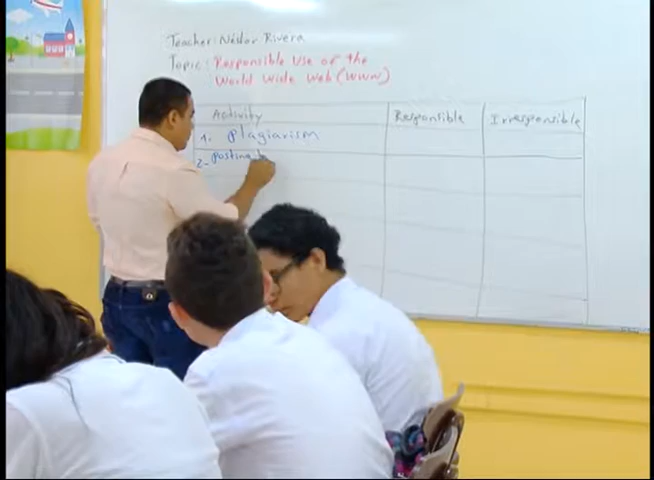 Teacher: Néstor Rivera
Topic: Responsible Use of the
World Wide Web (WWW)
Activity
Responsible
Irresponsible
1. plagiarism
2- Posting